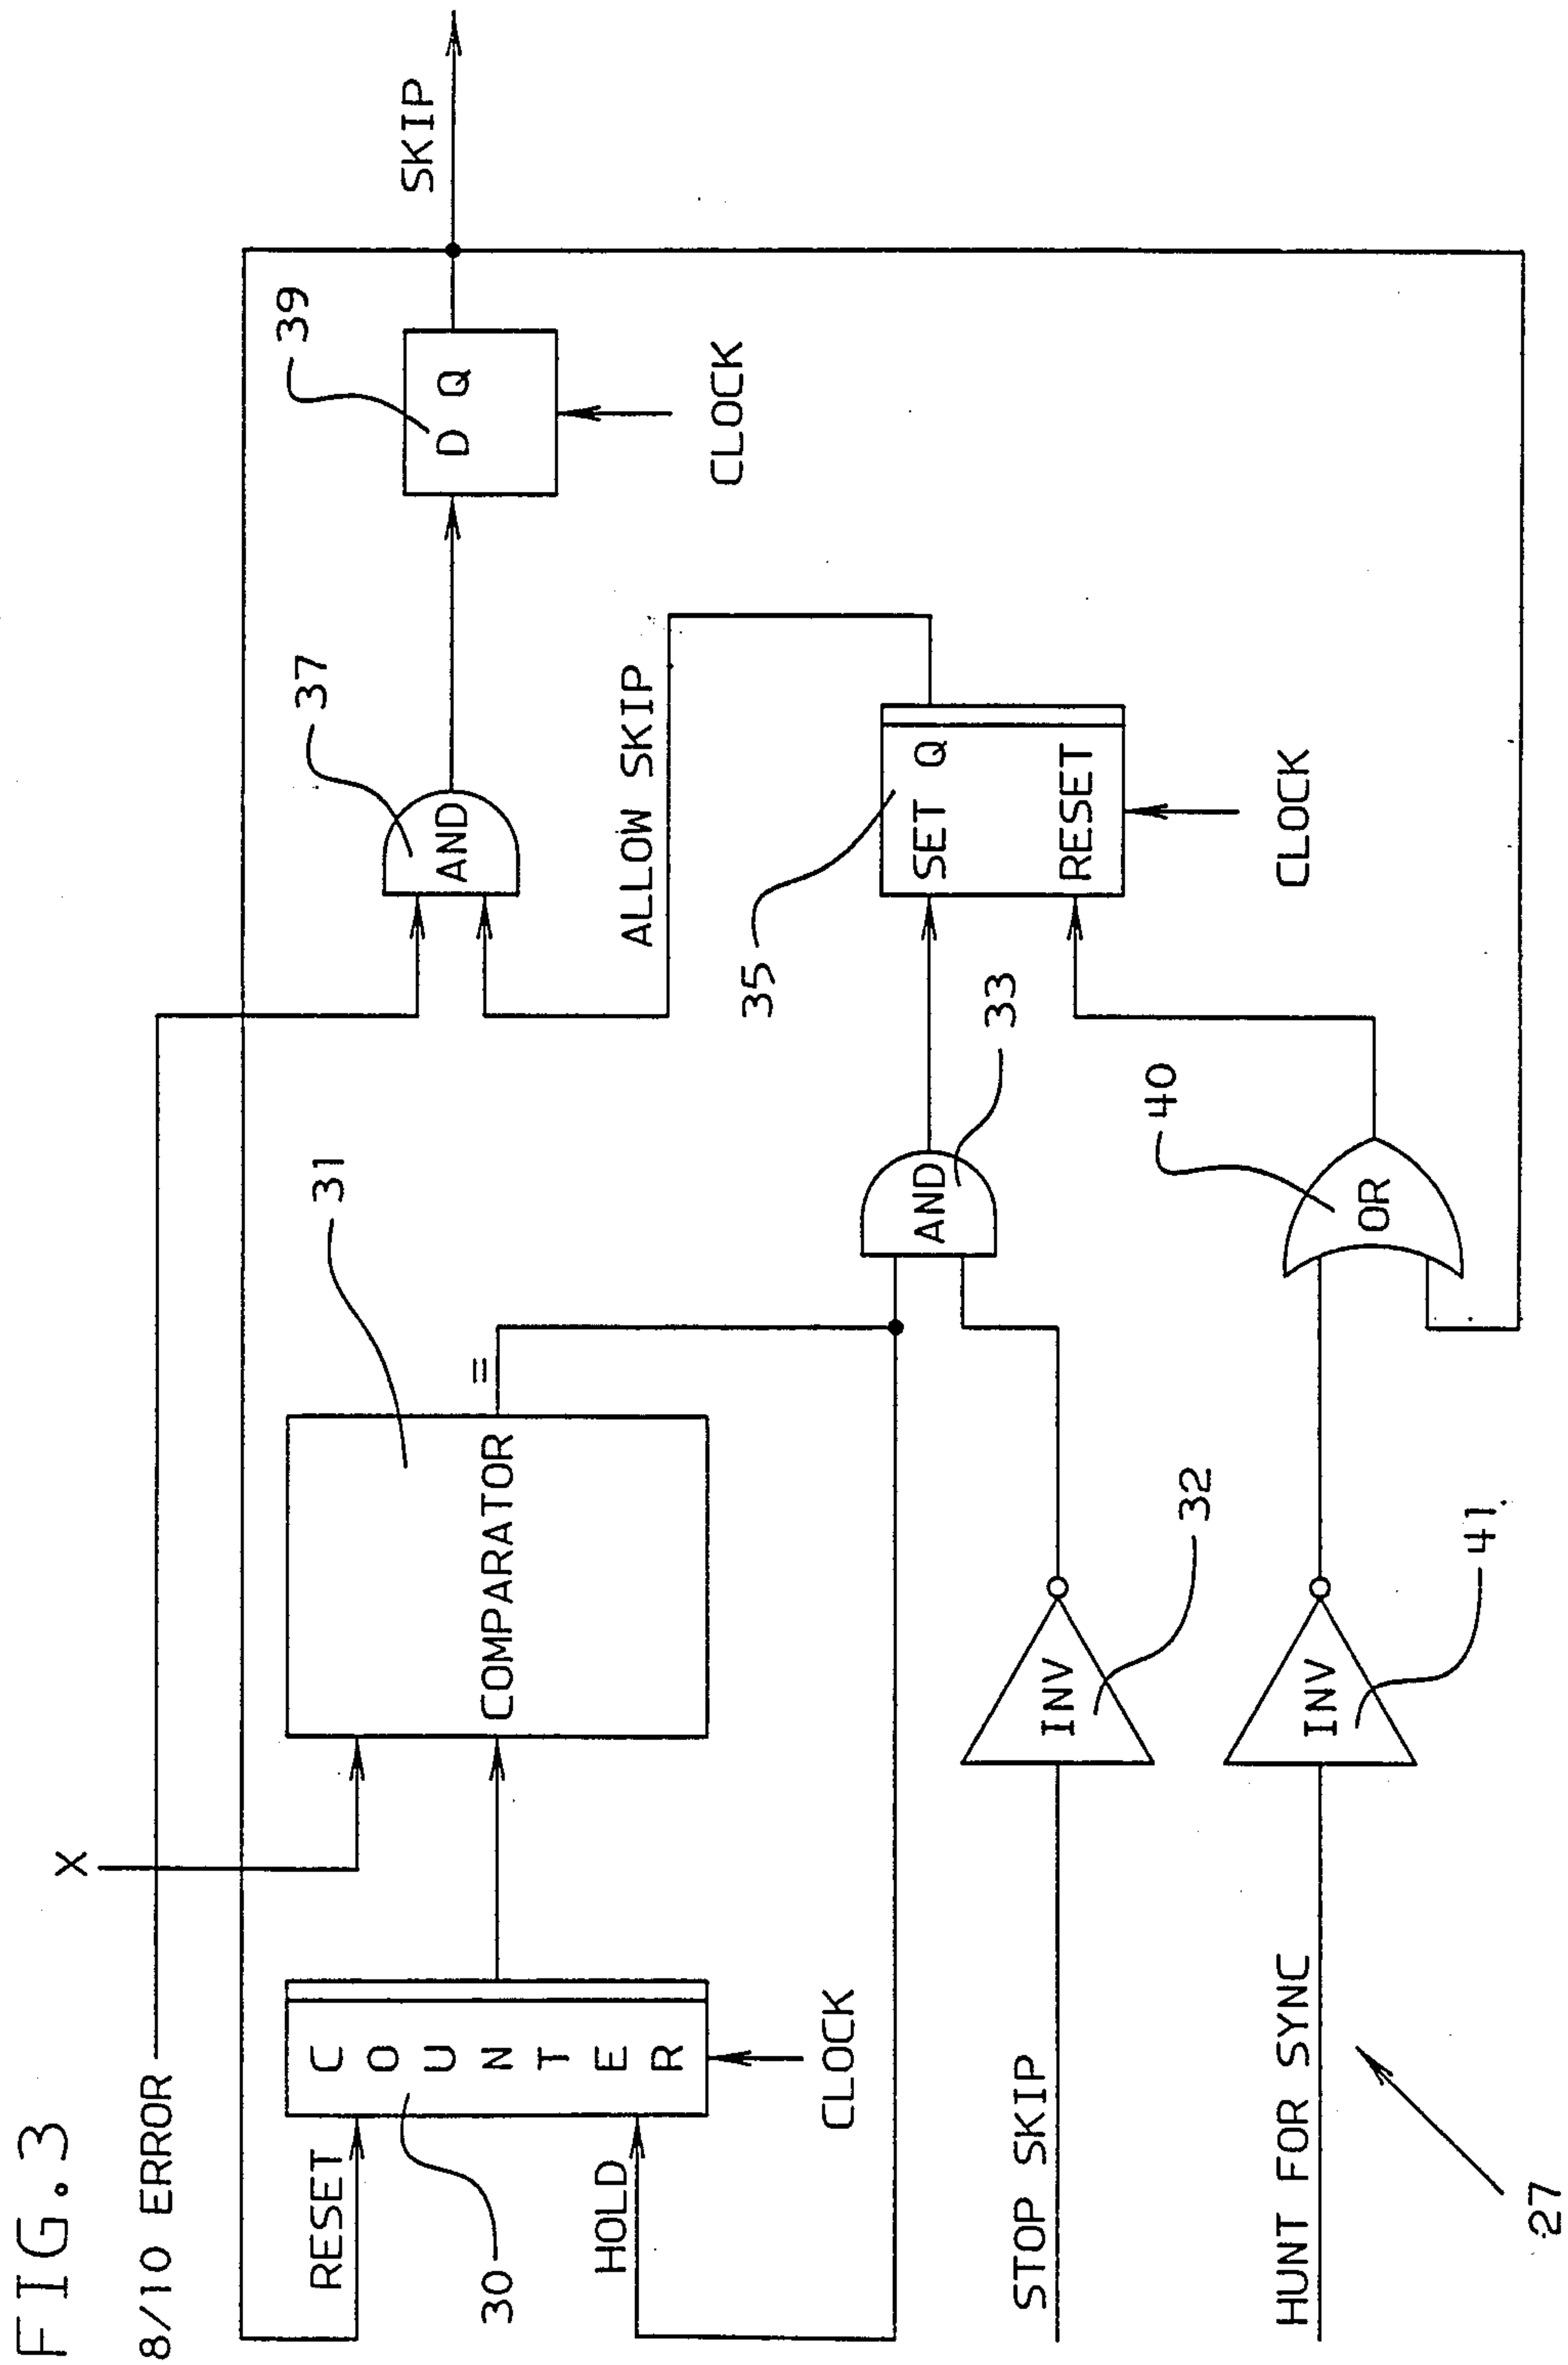 FIG.3
8/10 ERROR
X
RESET
30
COUNTER
HOLD
CLOCK
COMPARATOR
=
31
37
AND
39
D Q
CLOCK
SKIP
ALLOW SKIP
35
SET Q
RESET
CLOCK
33
AND
STOP SKIP
INV
32
HUNT FOR SYNC
INV
41
40
OR
27